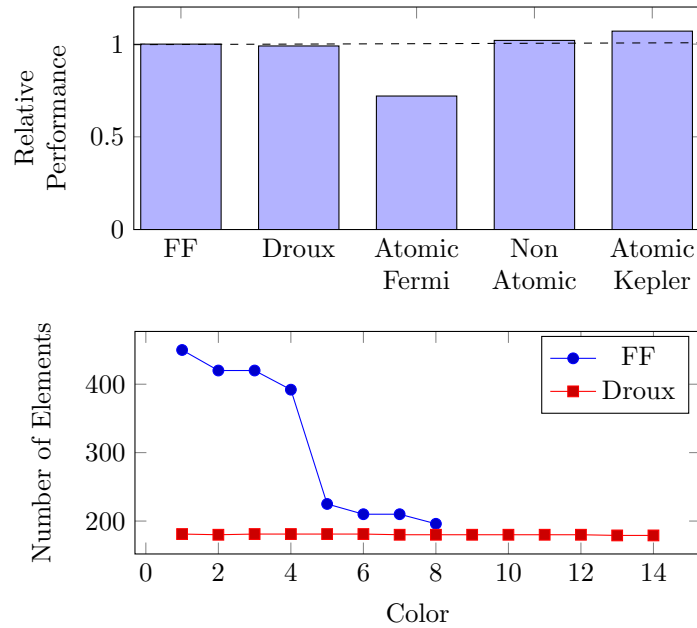 Relative
Performance
1
0.5
0
FF
Droux
Atomic
Fermi
Non
Atomic
Atomic
Kepler
Number of Elements
400
300
200
FF
Droux
0 2 4 6 8 10 12 14
Color